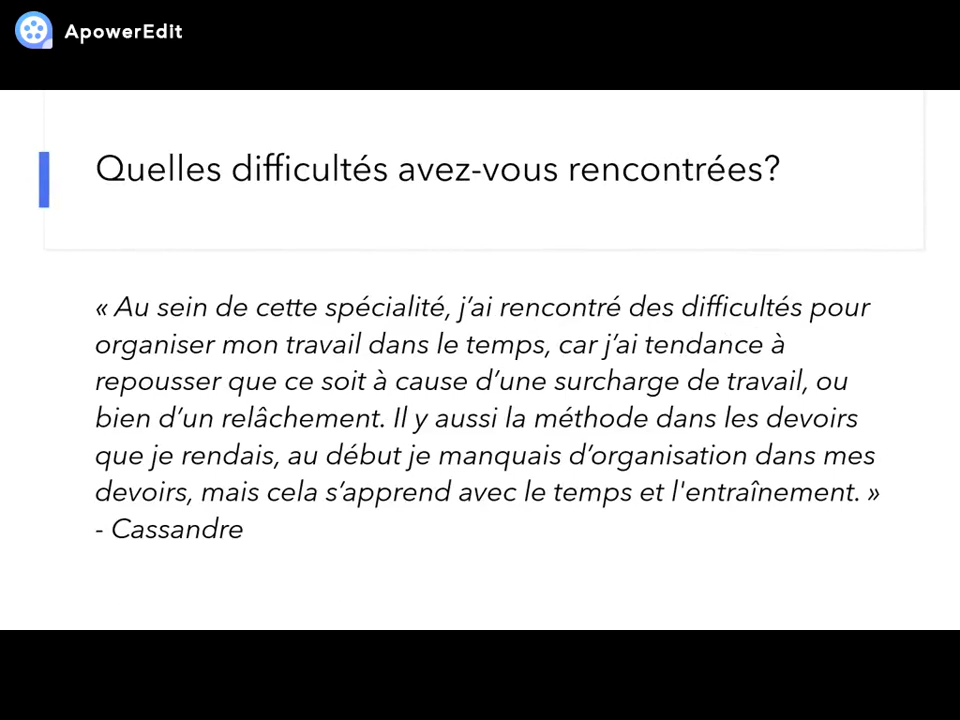 ApowerEdit
Quelles difficultés avez-vous rencontrées?
« Au sein de cette spécialité, j’ai rencontré des difficultés pour
organiser mon travail dans le temps, car j’ai tendance à
repousser que ce soit à cause d’une surcharge de travail, ou
bien d’un relâchement. Il y aussi la méthode dans les devoirs
que je rendais, au début je manquais d’organisation dans mes
devoirs, mais cela s’apprend avec le temps et l'entraînement. »
- Cassandre